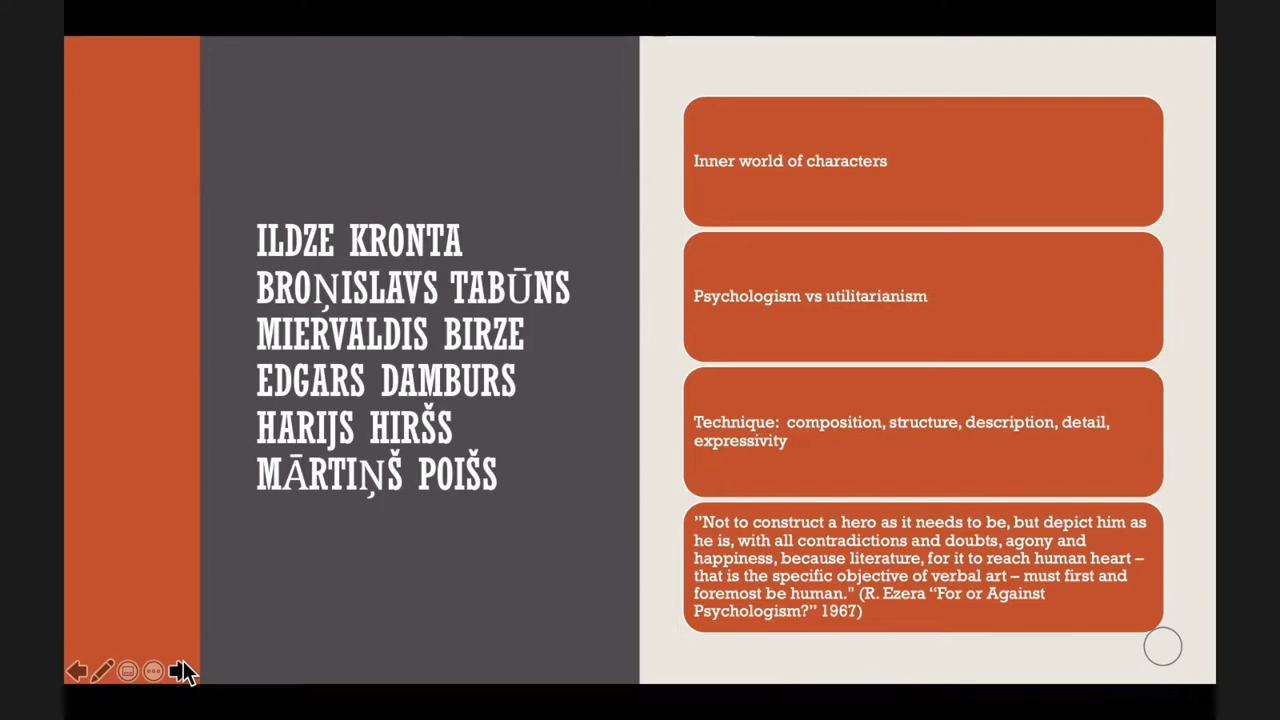 ILDZE KRONTA
BROŅISLAVS TABŪNS
MIERVALDIS BIRZE
EDGARS DAMBURS
HARIJS HIRŠS
MĀRTIŅŠ POIŠS
Inner world of characters
Psychologism vs utilitarianism
Technique: composition, structure, description, detail,
expressivity
”Not to construct a hero as it needs to be, but depict him as
he is, with all contradictions and doubts, agony and
happiness, because literature, for it to reach human heart –
that is the specific objective of verbal art – must first and
foremost be human." (R. Ezera “For or Against
Psychologism?” 1967)